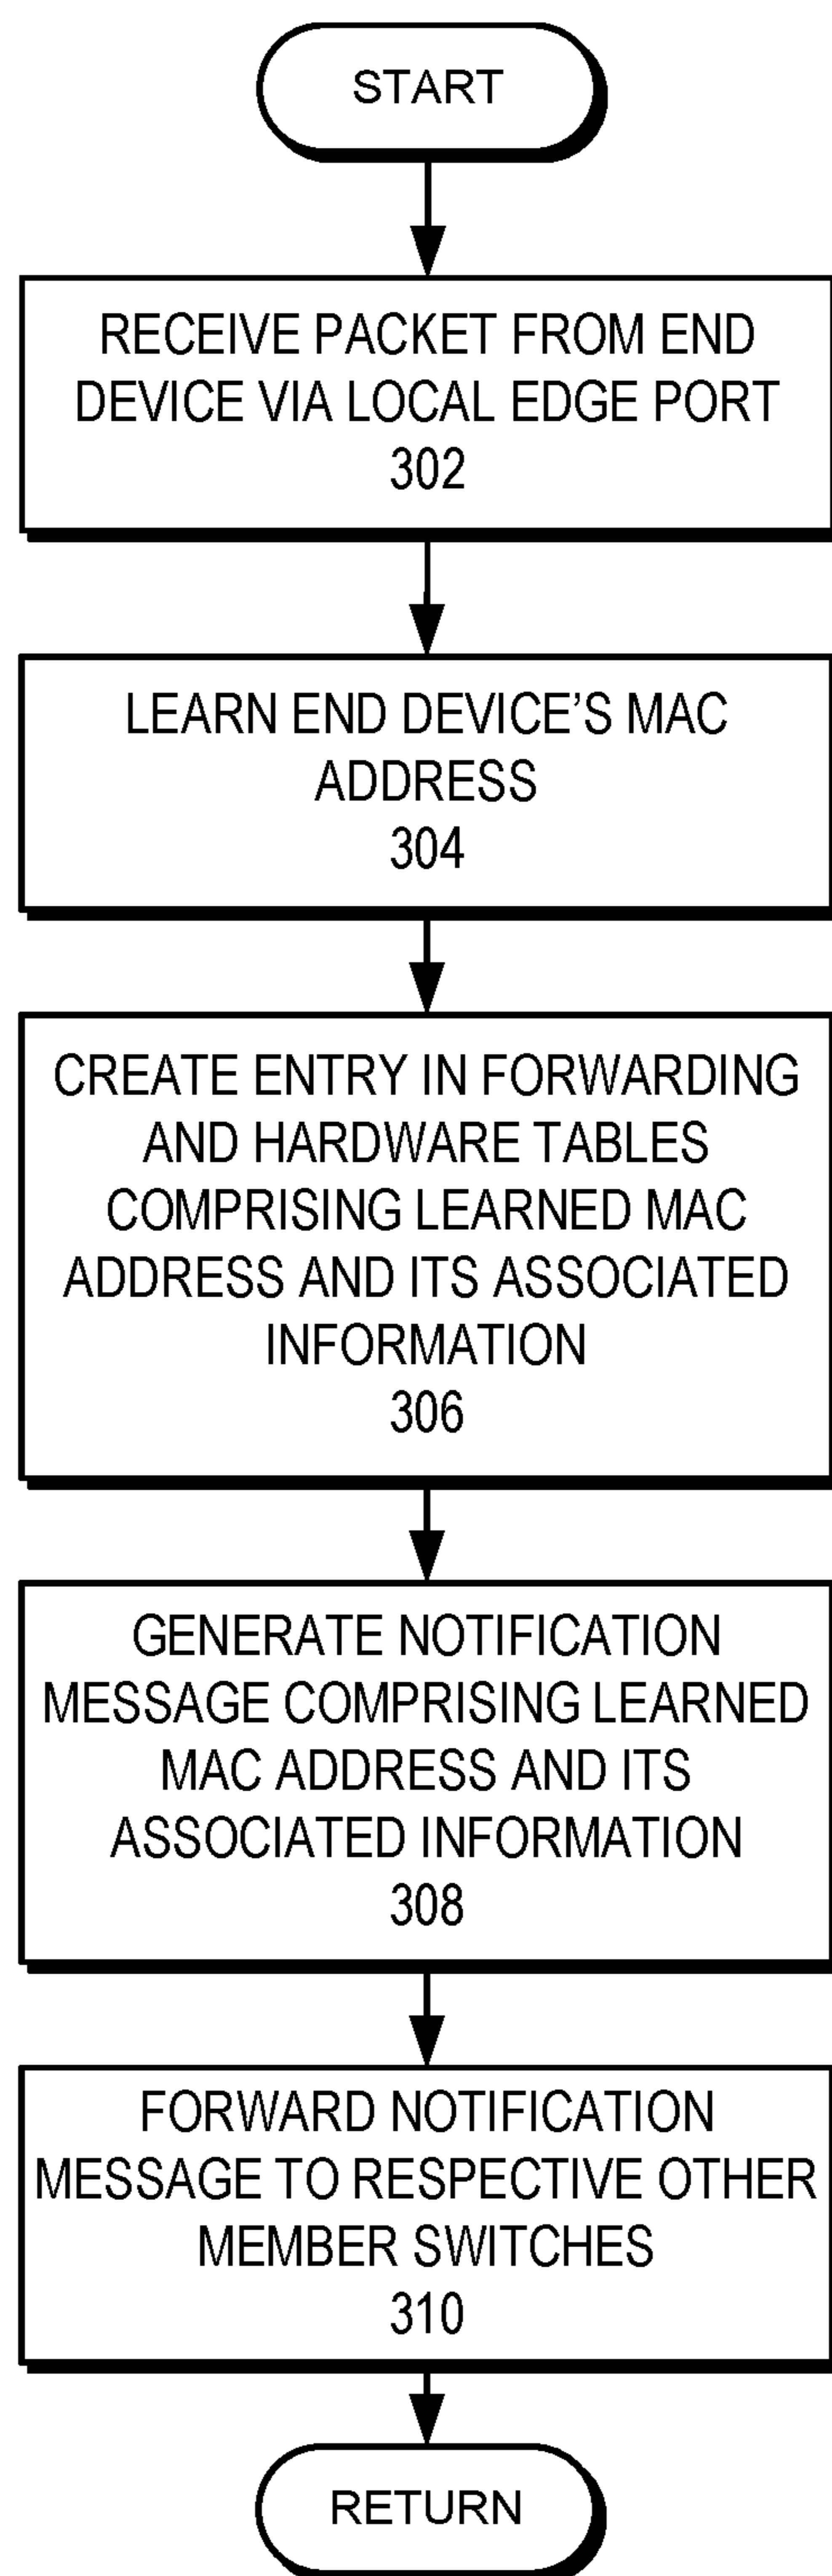 START
RECEIVE PACKET FROM END
DEVICE VIA LOCAL EDGE PORT
302
LEARN END DEVICE’S MAC
ADDRESS
304
CREATE ENTRY IN FORWARDING
AND HARDWARE TABLES
COMPRISING LEARNED MAC
ADDRESS AND ITS ASSOCIATED
INFORMATION
306
GENERATE NOTIFICATION
MESSAGE COMPRISING LEARNED
MAC ADDRESS AND ITS
ASSOCIATED INFORMATION
308
FORWARD NOTIFICATION
MESSAGE TO RESPECTIVE OTHER
MEMBER SWITCHES
310
RETURN